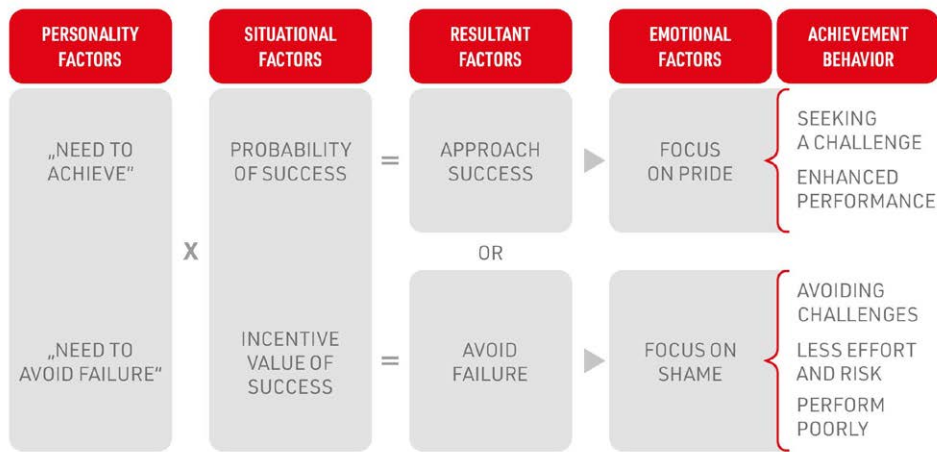 PERSONALITY
FACTORS
SITUATIONAL
FACTORS
RESULTANT
FACTORS
EMOTIONAL
FACTORS
ACHIEVEMENT
BEHAVIOR
„NEED TO
ACHIEVE“
PROBABILITY
OF SUCCESS
=
APPROACH
SUCCESS
FOCUS
ON PRIDE
SEEKING
A CHALLENGE
ENHANCED
PERFORMANCE
X
OR
„NEED TO
AVOID FAILURE“
INCENTIVE
VALUE OF
SUCCESS
=
AVOID
FAILURE
FOCUS ON
SHAME
AVOIDING
CHALLENGES
LESS EFFORT
AND RISK
PERFORM
POORLY